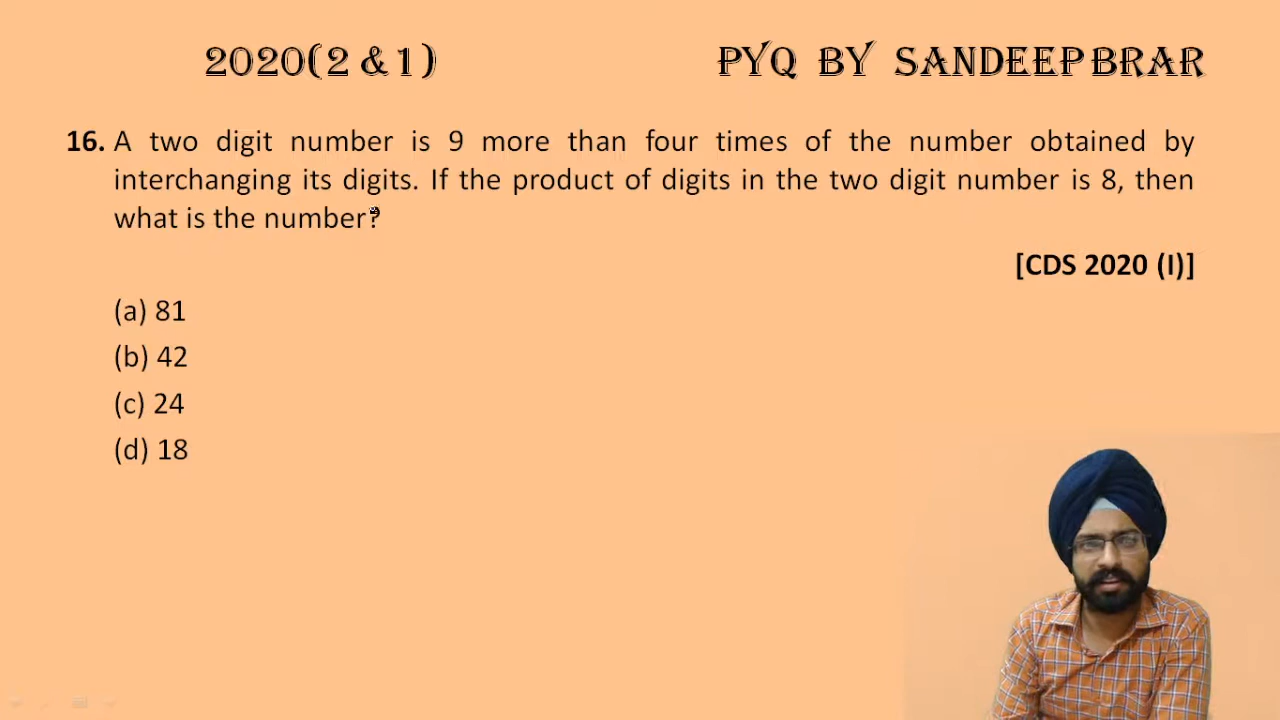 2020(2 & 1) PYQ BY SANDEEP BRAR
16. A two digit number is 9 more than four times of the number obtained by
interchanging its digits. If the product of digits in the two digit number is 8, then
what is the number?
[CDS 2020 (I)]
(a) 81
(b) 42
(c) 24
(d) 18